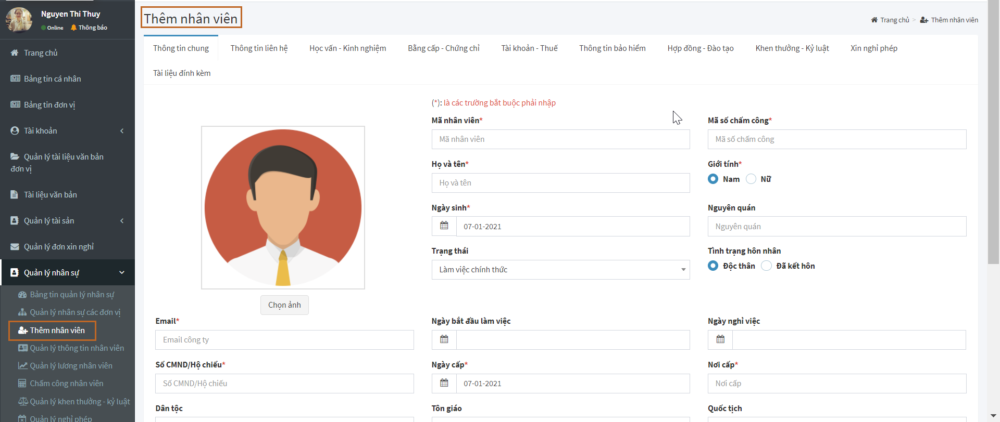 Nguyen Thi Thuy
Online Thông báo
Trang chủ
Bảng tin cá nhân
Bảng tin đơn vị
Tài khoản
Quản lý tài liệu văn bản
đơn vị
Tài liệu văn bản
Quản lý tài sản
Quản lý đơn xin nghỉ
Quản lý nhân sự
Bảng tin quản lý nhân sự
Quản lý nhân sự các đơn vị
Thêm nhân viên
Quản lý thông tin nhân viên
Quản lý lương nhân viên
Chấm công nhân viên
Quản lý khen thưởng - kỷ luật
Quản lý nghỉ phép
Thêm nhân viên
Trang chủ > Thêm nhân viên
Thông tin chung Thông tin liên hệ Học vấn - Kinh nghiệm Bằng cấp - Chứng chỉ Tài khoản - Thuế Thông tin bảo hiểm Hợp đồng - Đào tạo Khen thưởng - Kỷ luật Xin nghỉ phép
Tài liệu đính kèm
(*): là các trường bắt buộc phải nhập
Mã nhân viên* Mã số chấm công*
Mã nhân viên Mã số chấm công
Họ và tên* Giới tính*
Họ và tên Nam Nữ
Ngày sinh* Nguyên quán
07-01-2021 Nguyên quán
Trạng thái Tình trạng hôn nhân
Làm việc chính thức Độc thân Đã kết hôn
Chọn ảnh
Email* Ngày bắt đầu làm việc Ngày nghỉ việc
Email công ty
Số CMND/Hộ chiếu* Ngày cấp* Nơi cấp*
Số CMND/Hộ chiếu 07-01-2021 Nơi cấp
Dân tộc Tôn giáo Quốc tịch